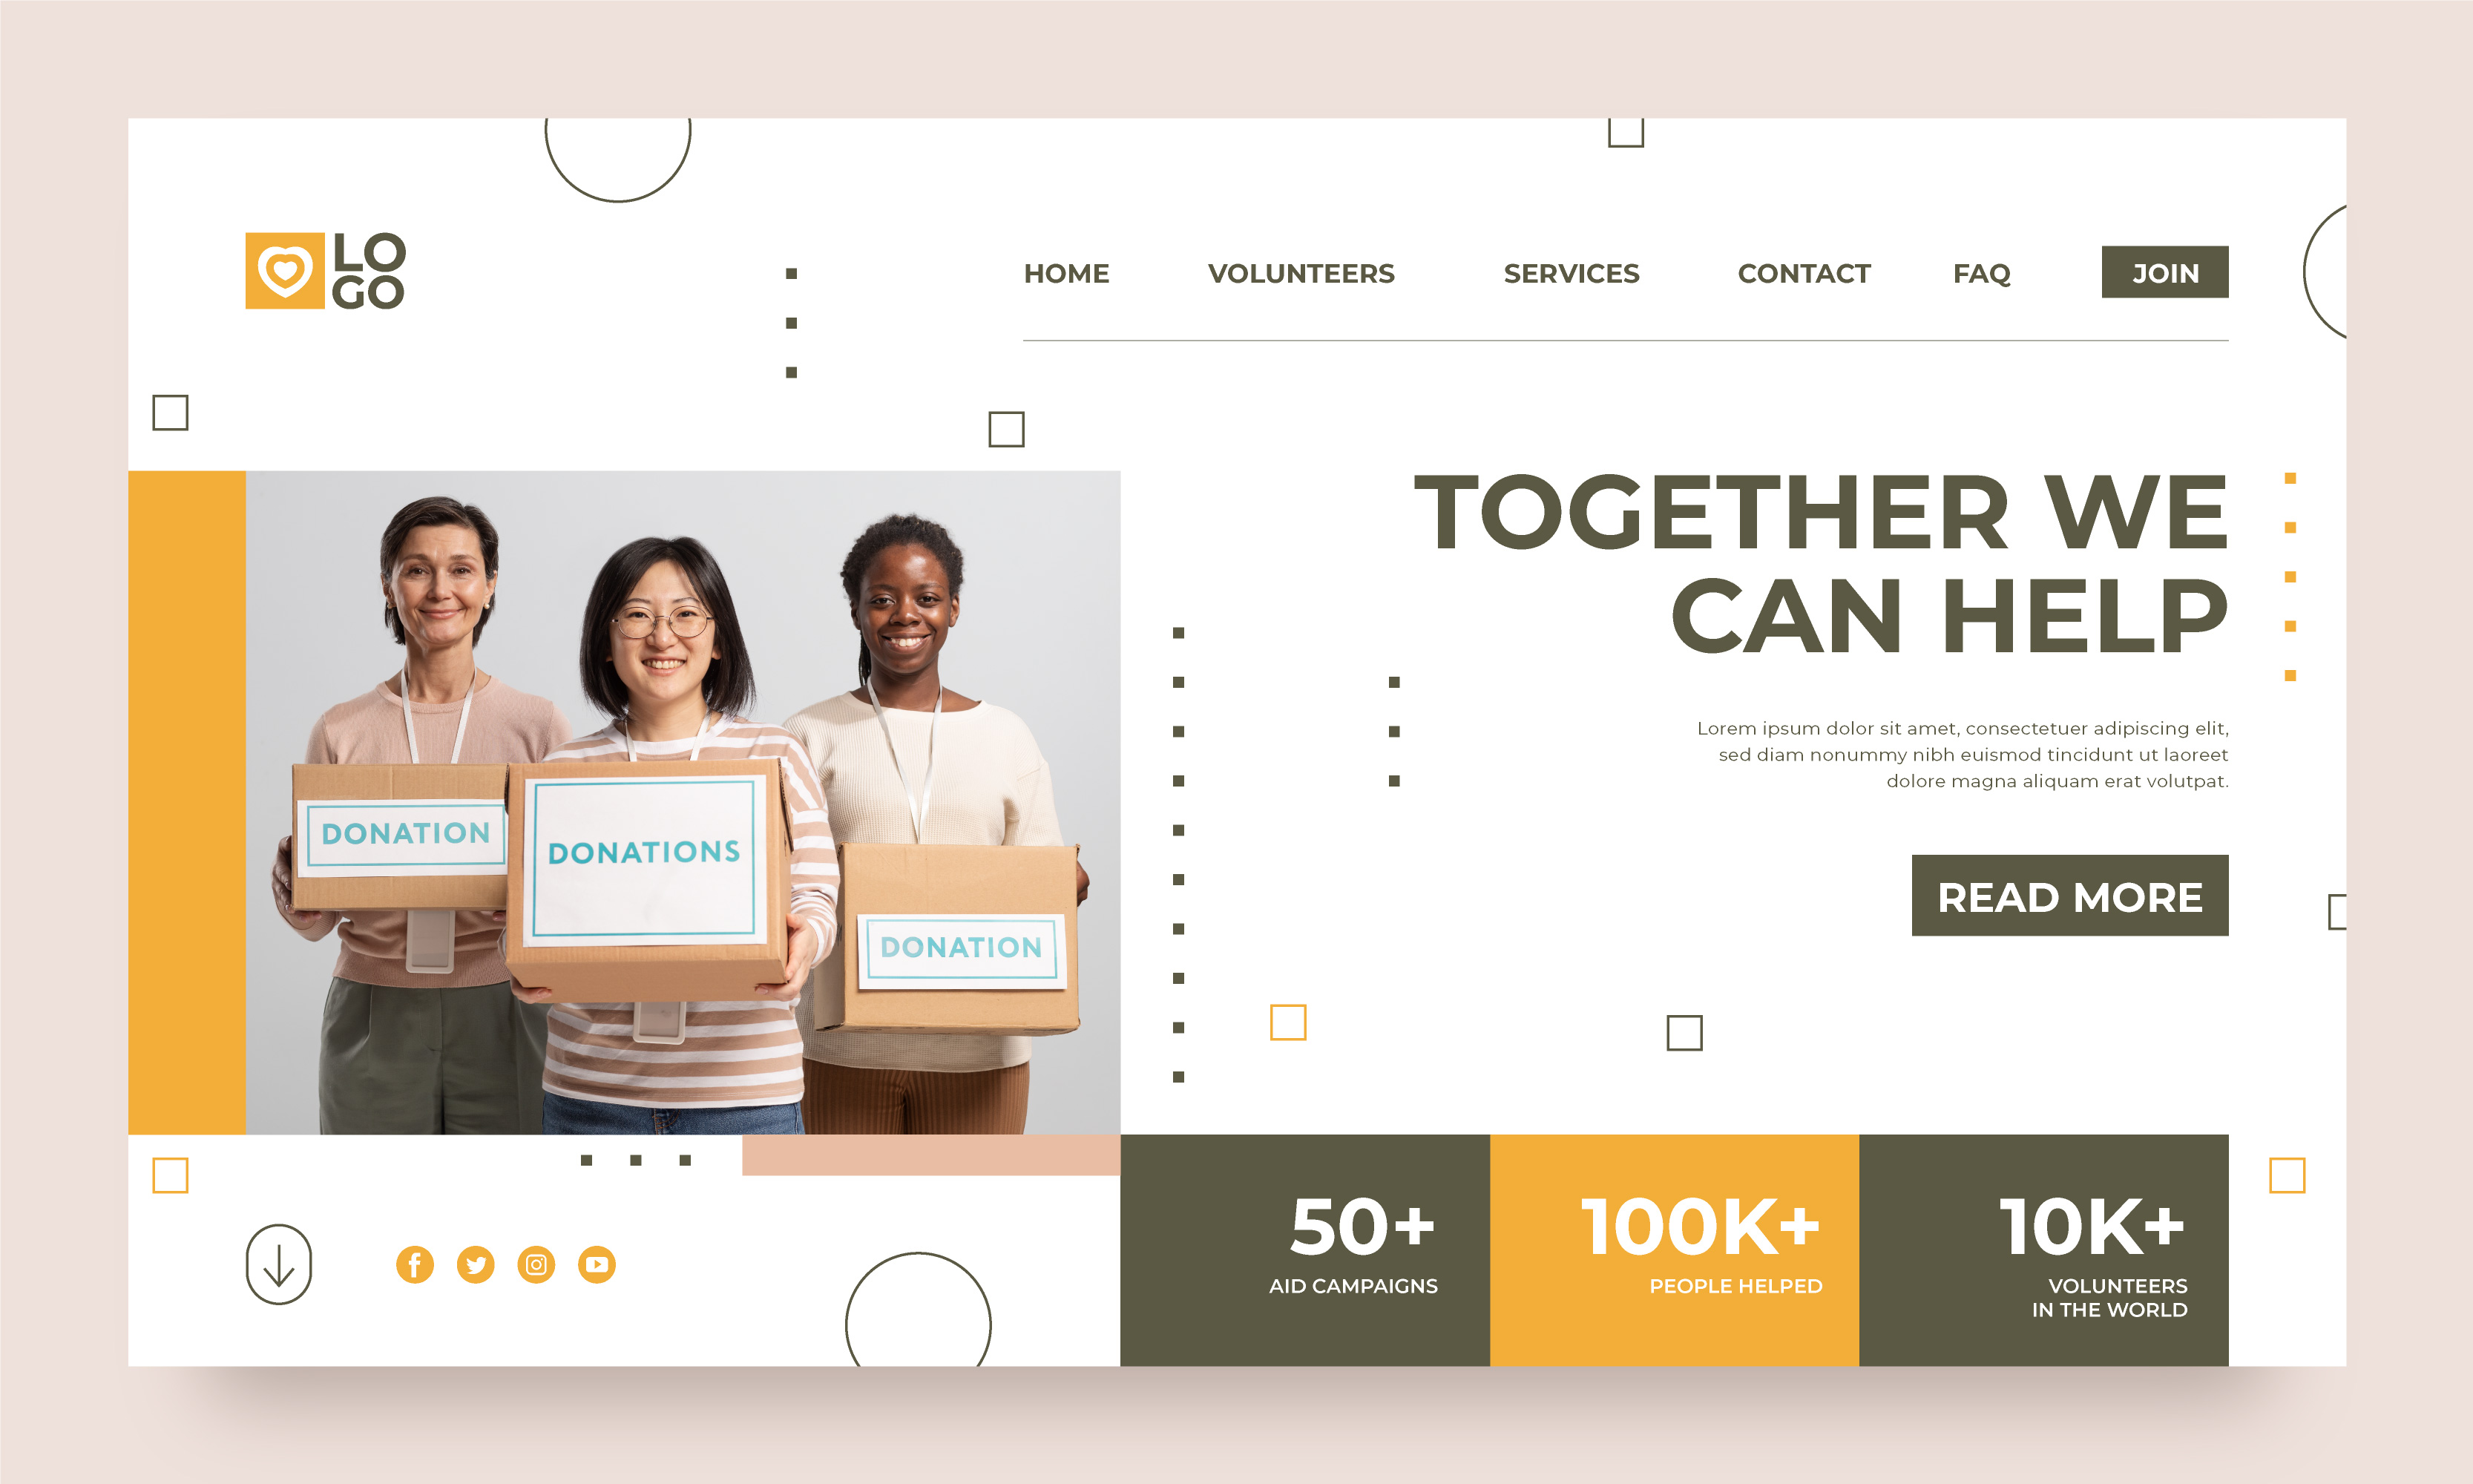 LO
GO
HOME VOLUNTEERS SERVICES CONTACT FAQ JOIN
TOGETHER WE
CAN HELP
Lorem ipsum dolor sit amet, consectetuer adipiscing elit,
sed diam nonummy nibh euismod tincidunt ut laoreet
dolore magna aliquam erat volutpat.
READ MORE
DONATION
DONATIONS
DONATION
50+
AID CAMPAIGNS
100K+
PEOPLE HELPED
10K+
VOLUNTEERS
IN THE WORLD